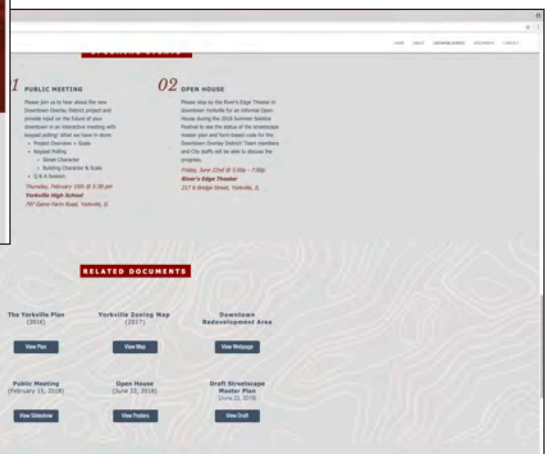 HOME ABOUT UPCOMING EVENTS DOCUMENTS CONTACT
UPCOMING EVENTS
1 PUBLIC MEETING
Please join us to hear about the new
Downtown Overlay District project and
provide input on the future of your
downtown in an interactive meeting with
keypad polling! What we have in store:
• Project Overview + Goals
• Keypad Polling
• Street Character
• Building Character & Scale
• Q & A Session
Thursday, February 15th @ 5:30 pm
Yorkville High School
797 Game Farm Road, Yorkville, IL
02 OPEN HOUSE
Please stop by the River's Edge Theater in
downtown Yorkville for an informal Open
House during the 2018 Summer Solstice
Festival to see the status of the streetscape
master plan and form-based code for the
Downtown Overlay District! Team members
and City staffs will be able to discuss the
progress.
Friday, June 22nd @ 5:00p - 7:00p
River's Edge Theater
217 N Bridge Street, Yorkville, IL
RELATED DOCUMENTS
The Yorkville Plan
(2016)
View Plan
Yorkville Zoning Map
(2017)
View Map
Downtown
Redevelopment Area
View Webpage
Public Meeting
(February 15, 2018)
View Slideshow
Open House
(June 22, 2018)
View Posters
Draft Streetscape
Master Plan
(June 22, 2018)
View Draft